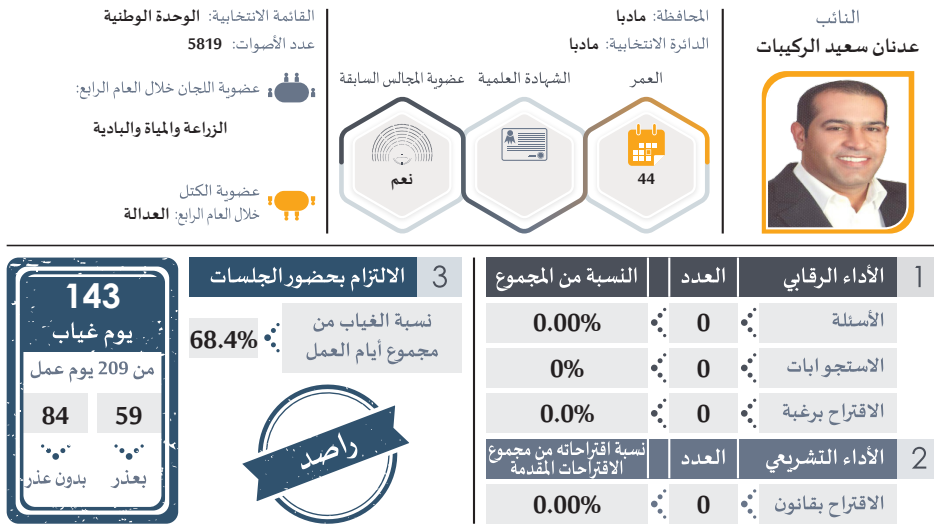 النائب
عدنان سعيد الركيبات
المحافظة: مادبا
الدائرة الانتخابية: مادبا
العمر
44
الشهادة العلمية
عضوية المجالس السابقة
نعم
القائمة الانتخابية: الوحدة الوطنية
عدد الأصوات: 5819
عضوية اللجان خلال العام الرابع:
الزراعة والمياة والبادية
عضوية الكتل
خلال العام الرابع: العدالة
1 الأداء الرقابي العدد النسبة من المجموع
الأسئلة 0 0.00%
الاستجوابات 0 0%
الاقتراح برغبة 0 0.0%
2 الأداء التشريعي العدد نسبة اقتراحاته من مجموع
الاقتراحات المقدمة
الاقتراح بقانون 0 0.00%
3 الالتزام بحضور الجلسات
نسبة الغياب من
مجموع أيام العمل
68.4%
راصد
143
يوم غياب
من 209 يوم عمل
59 84
بعذر بدون عذر